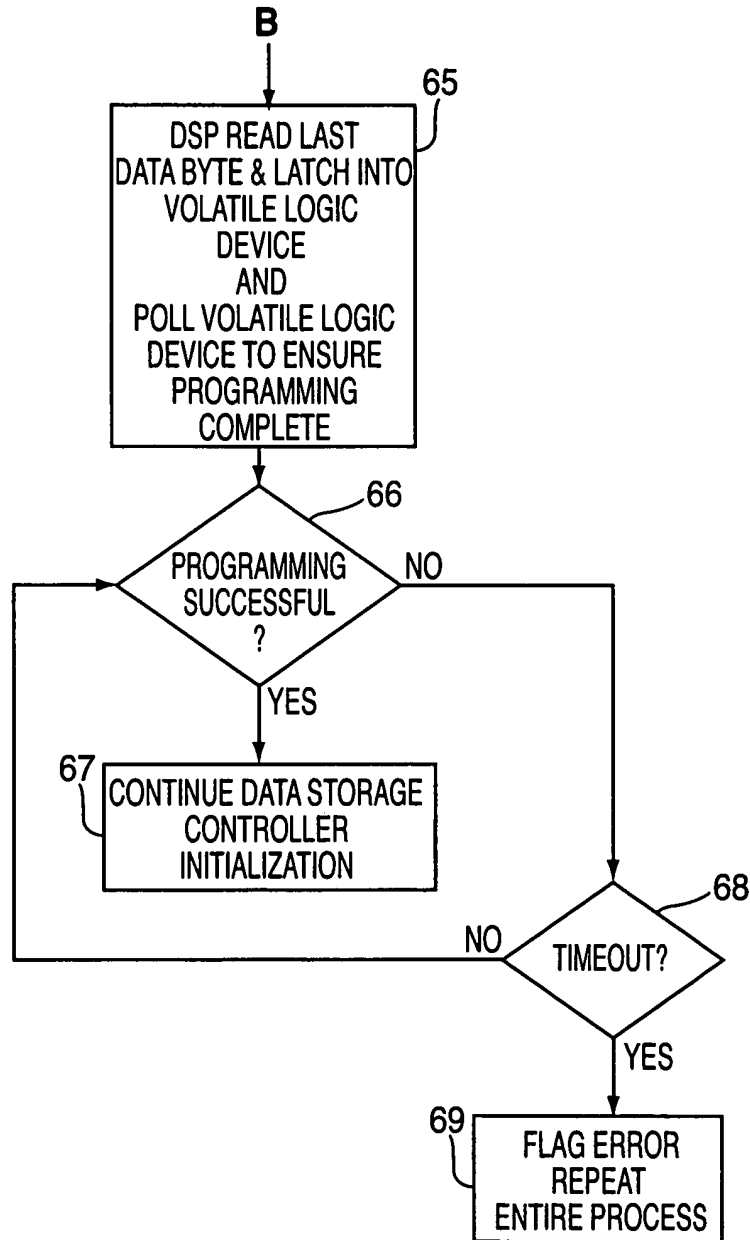 B
65
DSP READ LAST
DATA BYTE & LATCH INTO
VOLATILE LOGIC
DEVICE
AND
POLL VOLATILE LOGIC
DEVICE TO ENSURE
PROGRAMMING
COMPLETE
66
PROGRAMMING
SUCCESSFUL
?
NO
YES
67
CONTINUE DATA STORAGE
CONTROLLER
INITIALIZATION
68
NO
TIMEOUT?
YES
69
FLAG ERROR
REPEAT
ENTIRE PROCESS